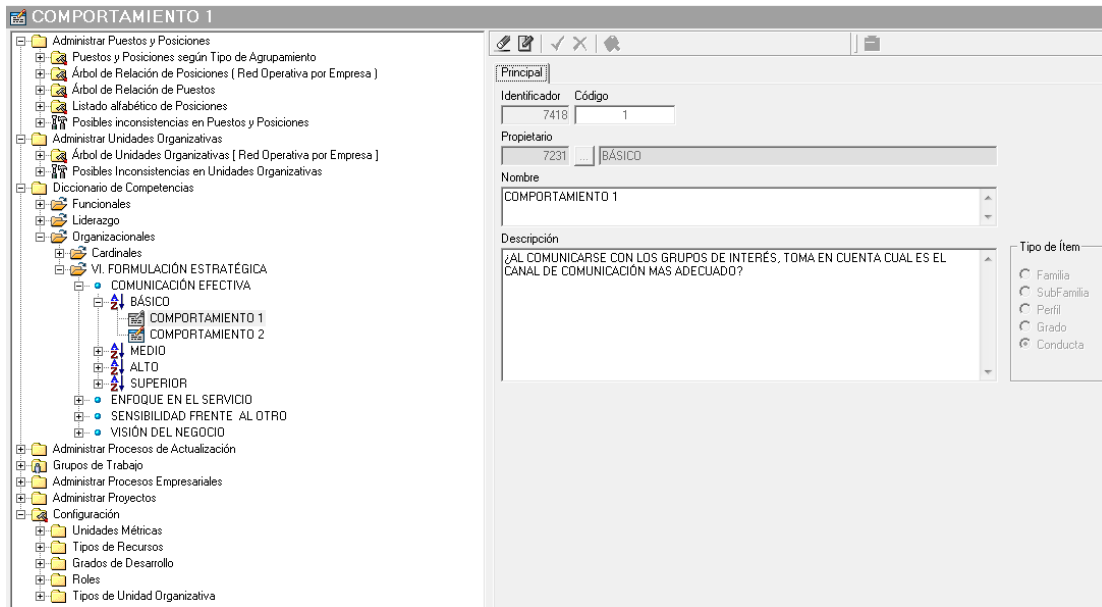 COMPORTAMIENTO 1
Administrar Puestos y Posiciones
Puestos y Posiciones según Tipo de Agrupamiento
Árbol de Relación de Posiciones ( Red Operativa por Empresa )
Árbol de Relación de Puestos
Listado alfabético de Posiciones
Posibles inconsistencias en Puestos y Posiciones
Administrar Unidades Organizativas
Árbol de Unidades Organizativas [ Red Operativa por Empresa ]
Posibles Inconsistencias en Unidades Organizativas
Diccionario de Competencias
Funcionales
Liderazgo
Organizacionales
Cardinales
VI. FORMULACIÓN ESTRATÉGICA
COMUNICACIÓN EFECTIVA
BÁSICO
COMPORTAMIENTO 1
COMPORTAMIENTO 2
MEDIO
ALTO
SUPERIOR
ENFOQUE EN EL SERVICIO
SENSIBILIDAD FRENTE AL OTRO
VISIÓN DEL NEGOCIO
Administrar Procesos de Actualización
Grupos de Trabajo
Administrar Procesos Empresariales
Administrar Proyectos
Configuración
Unidades Métricas
Tipos de Recursos
Grados de Desarrollo
Roles
Tipos de Unidad Organizativa
Principal
Identificador Código
7418 1
Propietario
7231 ... BÁSICO
Nombre
COMPORTAMIENTO 1
Descripción
¿AL COMUNICARSE CON LOS GRUPOS DE INTERÉS, TOMA EN CUENTA CUAL ES EL
CANAL DE COMUNICACIÓN MAS ADECUADO?
Tipo de Ítem
Familia
SubFamilia
Perfil
Grado
Conducta